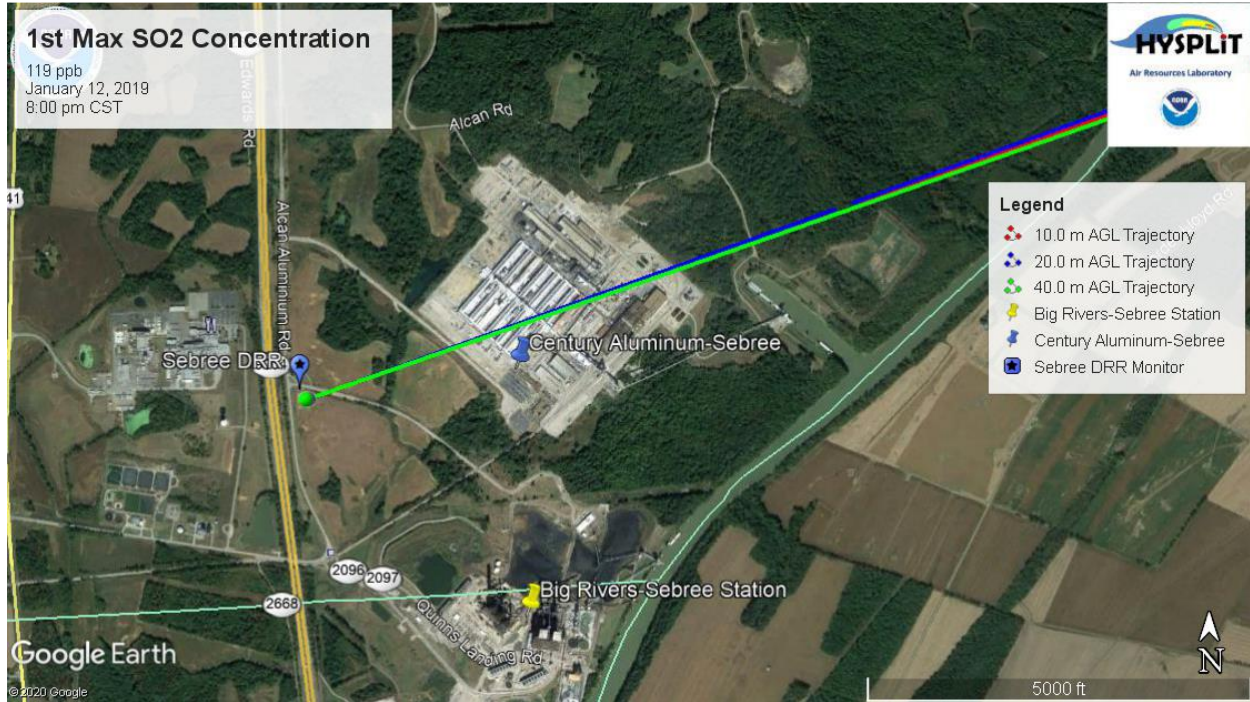 1st Max SO2 Concentration
119 ppb
January 12, 2019
8:00 pm CST
HYSPLIT
Air Resources Laboratory
NOAA
Edwards Rd
Alcan Rd
41
Legend
10.0 m AGL Trajectory
20.0 m AGL Trajectory
40.0 m AGL Trajectory
Big Rivers-Sebree Station
Century Aluminum-Sebree
Sebree DRR Monitor
Alcan Aluminium Rd
Century Aluminum-Sebree
Sebree DRR
2096
2097
2668
Big Rivers-Sebree Station
Quinns Landing Rd
Google Earth
© 2020 Google
N
5000 ft